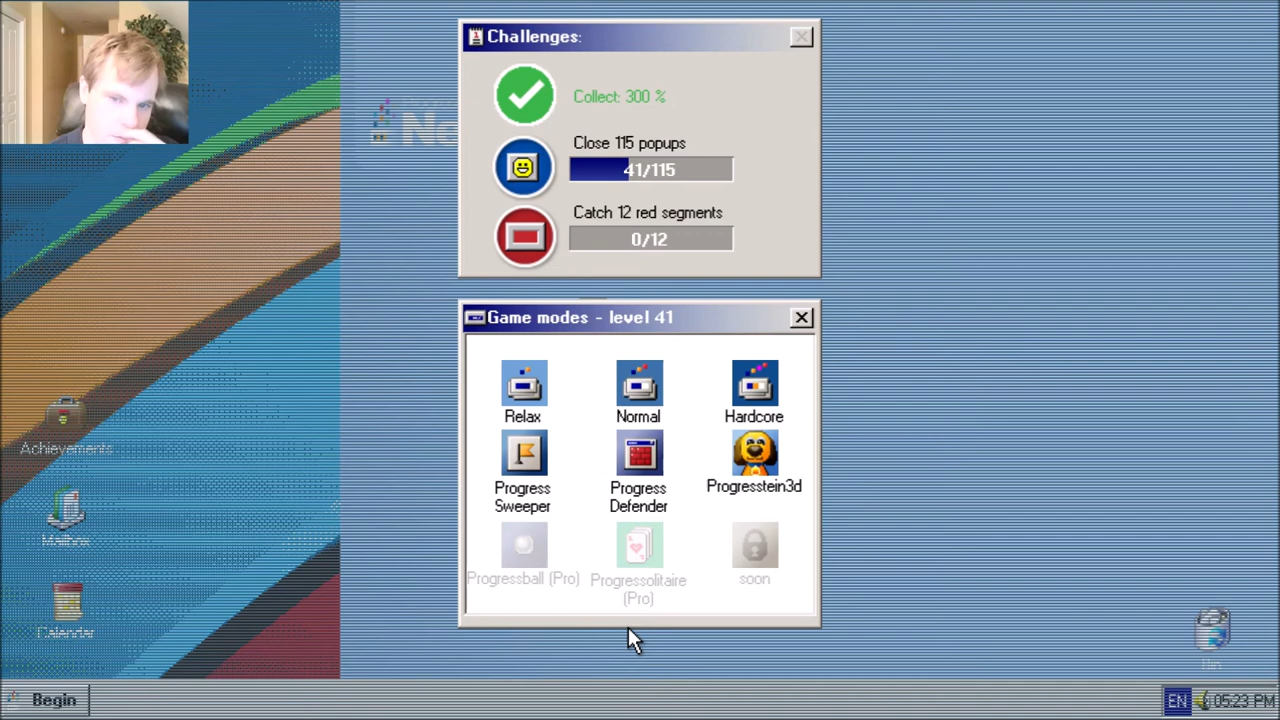 Challenges:
Collect: 300 %
Close 115 popups
41/115
Catch 12 red segments
0/12
Game modes - level 41
Relax
Normal
Hardcore
Progress
Sweeper
Progress
Defender
Progresstein3d
Progressball (Pro)
Progressolitaire
(Pro)
soon
Achievements
Mailbox
Calendar
Bin
Begin
EN
05:23 PM